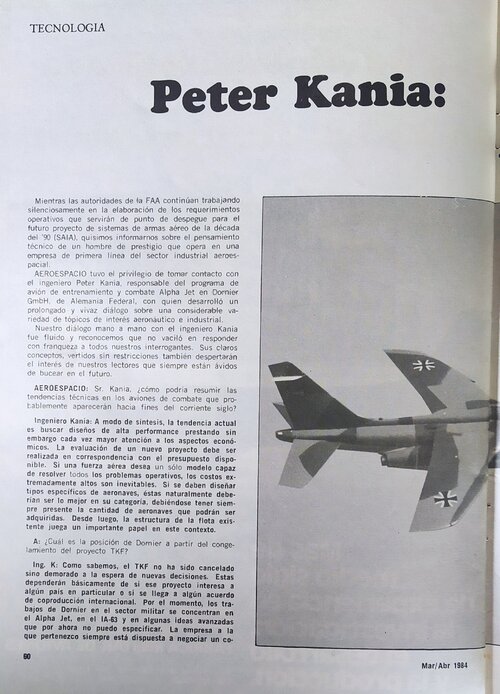 TECNOLOGIA
Peter Kania:
Mientras las autoridades de la FAA continúan trabajando
silenciosamente en la elaboración de los requerimientos
operativos que servirán de punto de despegue para el
futuro proyecto de sistemas de armas aéreo de la década
del '90 (SAIA), quisimos informarnos sobre el pensamiento
técnico de un hombre de prestigio que opera en una
empresa de primera línea del sector industrial aeroes-
pacial.
AEROESPACIO tuvo el privilegio de tomar contacto con
el ingeniero Peter Kania, responsable del programa de
avión de entrenamiento y combate Alpha Jet en Dornier
GmbH, de Alemania Federal, con quien desarrolló un
prolongado y vivaz diálogo sobre una considerable va-
riedad de tópicos de interés aeronáutico e industrial.
Nuestro diálogo mano a mano con el ingeniero Kania
fue fluido y reconocemos que no vaciló en responder
con franqueza a todos nuestros interrogantes. Sus claros
conceptos, vertidos sin restricciones también despertarán
el interés de nuestros lectores que siempre están ávidos
de bucear en el futuro.
AEROESPACIO: Sr. Kania, ¿cómo podría resumir las
tendencias técnicas en los aviones de combate que pro-
bablemente aparecerán hacia fines del corriente siglo?
Ingeniero Kania: A modo de síntesis, la tendencia actual
es buscar diseños de alta performance prestando sin
embargo cada vez mayor atención a los aspectos econó-
micos. La evaluación de un nuevo proyecto debe ser
realizada en correspondencia con el presupuesto dispo-
nible. Si una fuerza aérea desea un sólo modelo capaz
de resolver todos los problemas operativos, los costos ex-
tremadamente altos son inevitables. Si se deben diseñar
tipos específicos de aeronaves, éstas naturalmente debe-
rían ser lo mejor en su categoría, debiéndose tener siem-
pre presente la cantidad de aeronaves que podrán ser
adquiridas. Desde luego, la estructura de la flota exis-
tente juega un importante papel en este contexto.
A: ¿Cuál es la posición de Dornier a partir del conge-
lamiento del proyecto TKF?
Ing. K: Como sabemos, el TKF no ha sido cancelado
sino demorado a la espera de nuevas decisiones. Estas
dependerán básicamente de si ese proyecto interesa a
algún país en particular o si se llega a algún acuerdo
de coproducción internacional. Por el momento, los tra-
bajos de Dornier en el sector militar se concentran en
el Alpha Jet, en el IA-63 y en algunas ideas avanzadas
que por ahora no puedo especificar. La empresa a la
que pertenezco siempre está dispuesta a negociar un co-
60
Mar/Abr 1984